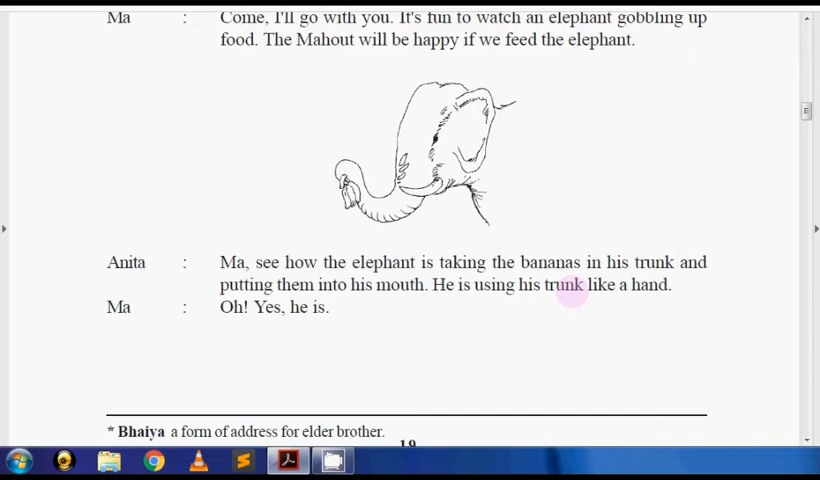 Ma : Come, I'll go with you. It's fun to watch an elephant gobbling up
food. The Mahout will be happy if we feed the elephant.
Anita : Ma, see how the elephant is taking the bananas in his trunk and
putting them into his mouth. He is using his trunk like a hand.
Ma : Oh! Yes, he is.
* Bhaiya a form of address for elder brother.
19